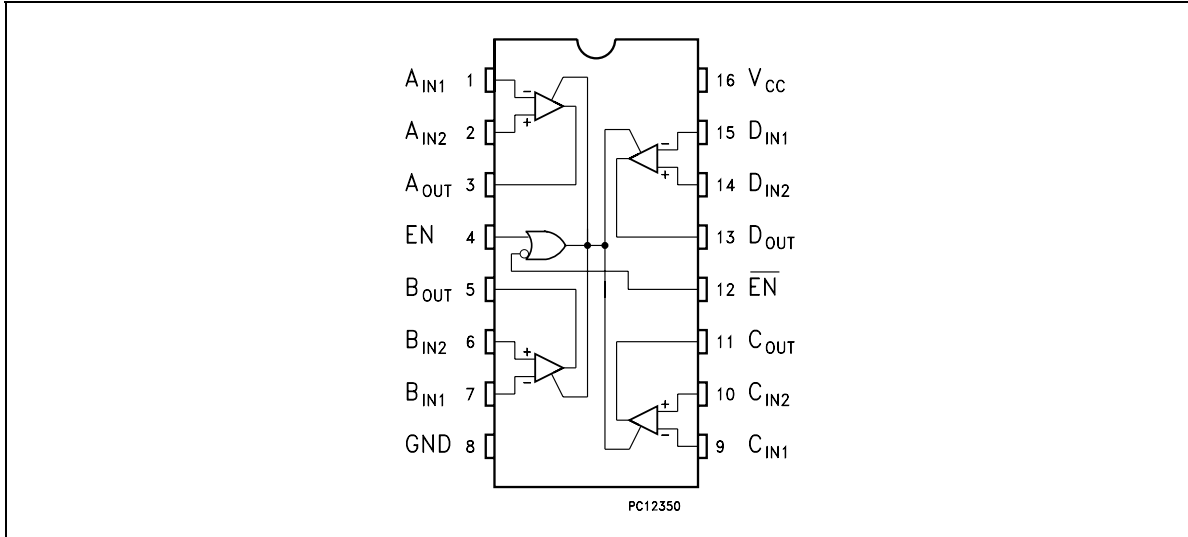 A IN1 1
16 V CC
A IN2 2
15 D IN1
A OUT 3
14 D IN2
EN 4
13 D OUT
B OUT 5
12 E̅N̅
B IN2 6
11 C OUT
B IN1 7
10 C IN2
GND 8
9 C IN1
− +
− +
+ −
+ −
PC12350